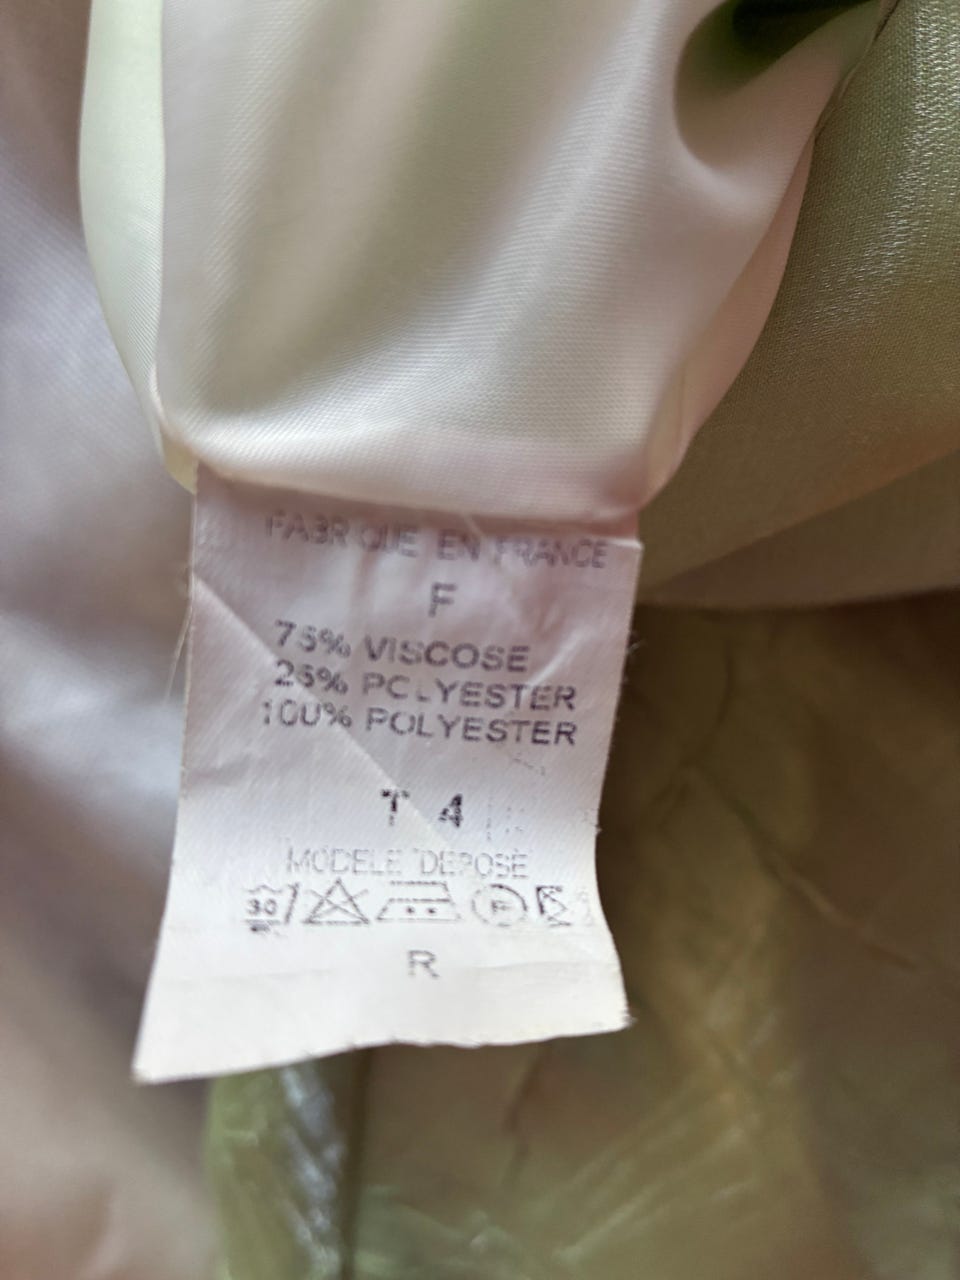 FABRIQUE EN FRANCE
F
75% VISCOSE
25% POLYESTER
100% POLYESTER
T 4
MODELE DEPOSE
30 P
R